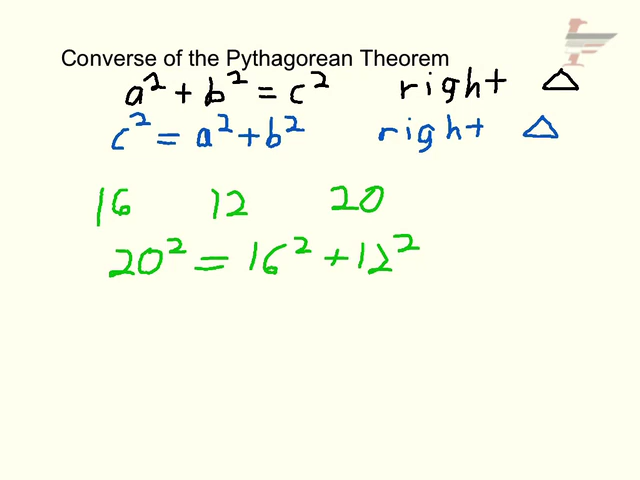 Converse of the Pythagorean Theorem
a² + b² = c² right △
c² = a² + b² right △
16 12 20
20² = 16² + 12²